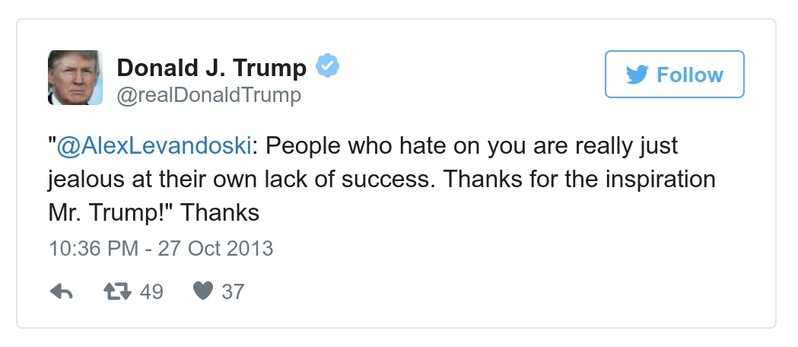 Donald J. Trump
@realDonaldTrump
Follow
"@AlexLevandoski: People who hate on you are really just
jealous at their own lack of success. Thanks for the inspiration
Mr. Trump!" Thanks
10:36 PM - 27 Oct 2013
49 37